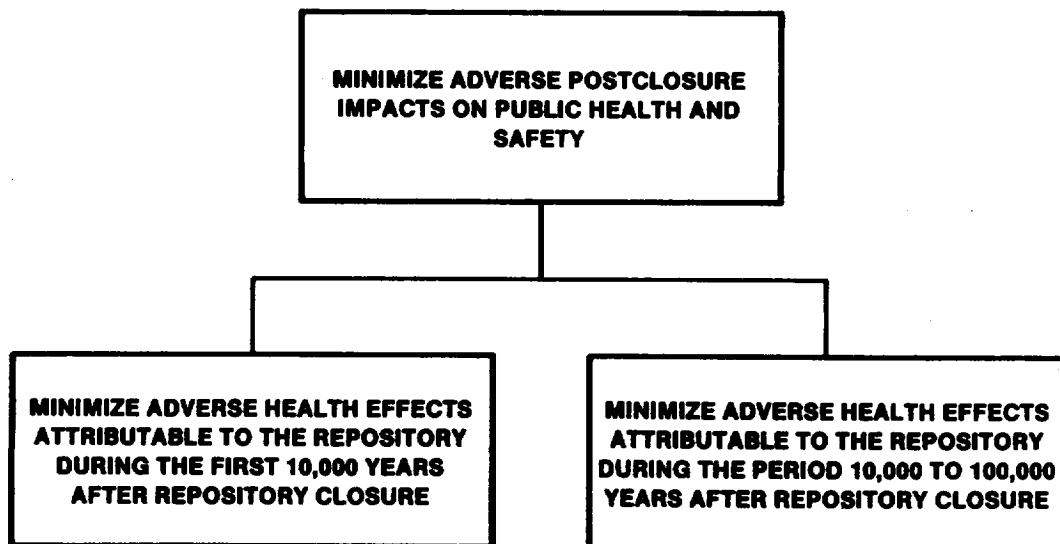 MINIMIZE ADVERSE POSTCLOSURE
IMPACTS ON PUBLIC HEALTH AND
SAFETY
MINIMIZE ADVERSE HEALTH EFFECTS
ATTRIBUTABLE TO THE REPOSITORY
DURING THE FIRST 10,000 YEARS
AFTER REPOSITORY CLOSURE
MINIMIZE ADVERSE HEALTH EFFECTS
ATTRIBUTABLE TO THE REPOSITORY
DURING THE PERIOD 10,000 TO 100,000
YEARS AFTER REPOSITORY CLOSURE